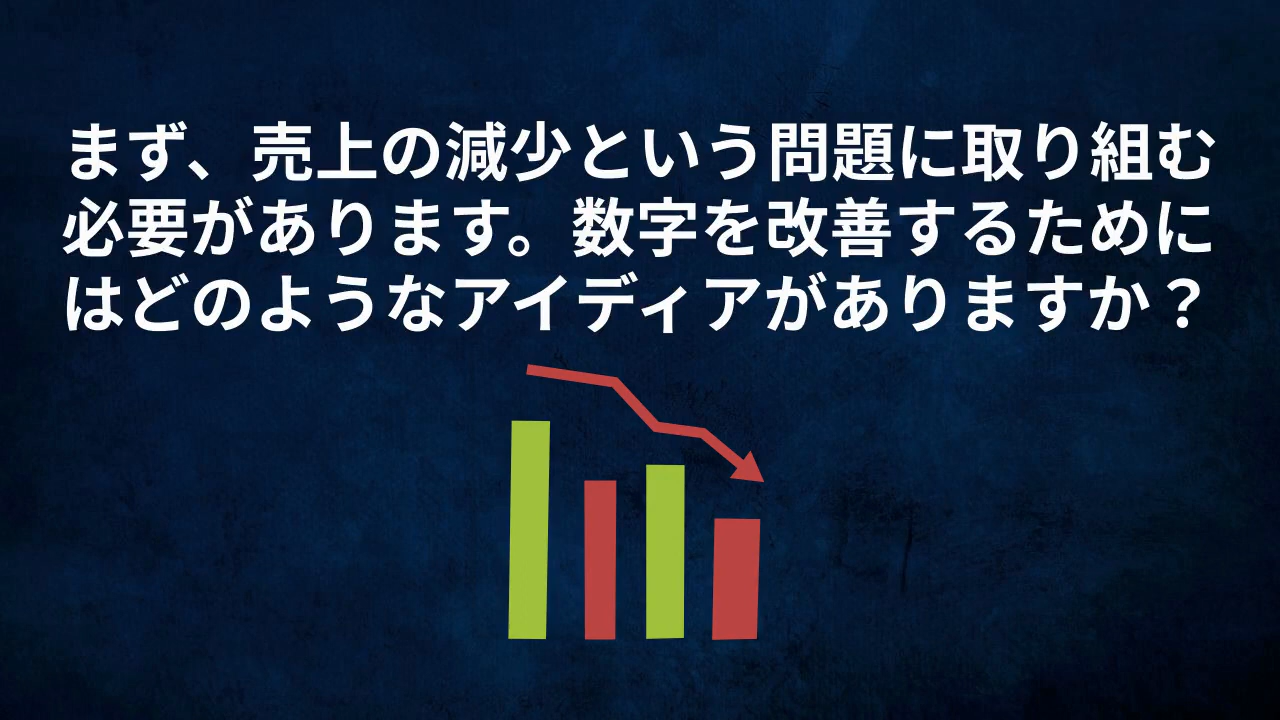 まず、売上の減少という問題に取り組む
必要があります。数字を改善するために
はどのようなアイディアがありますか？